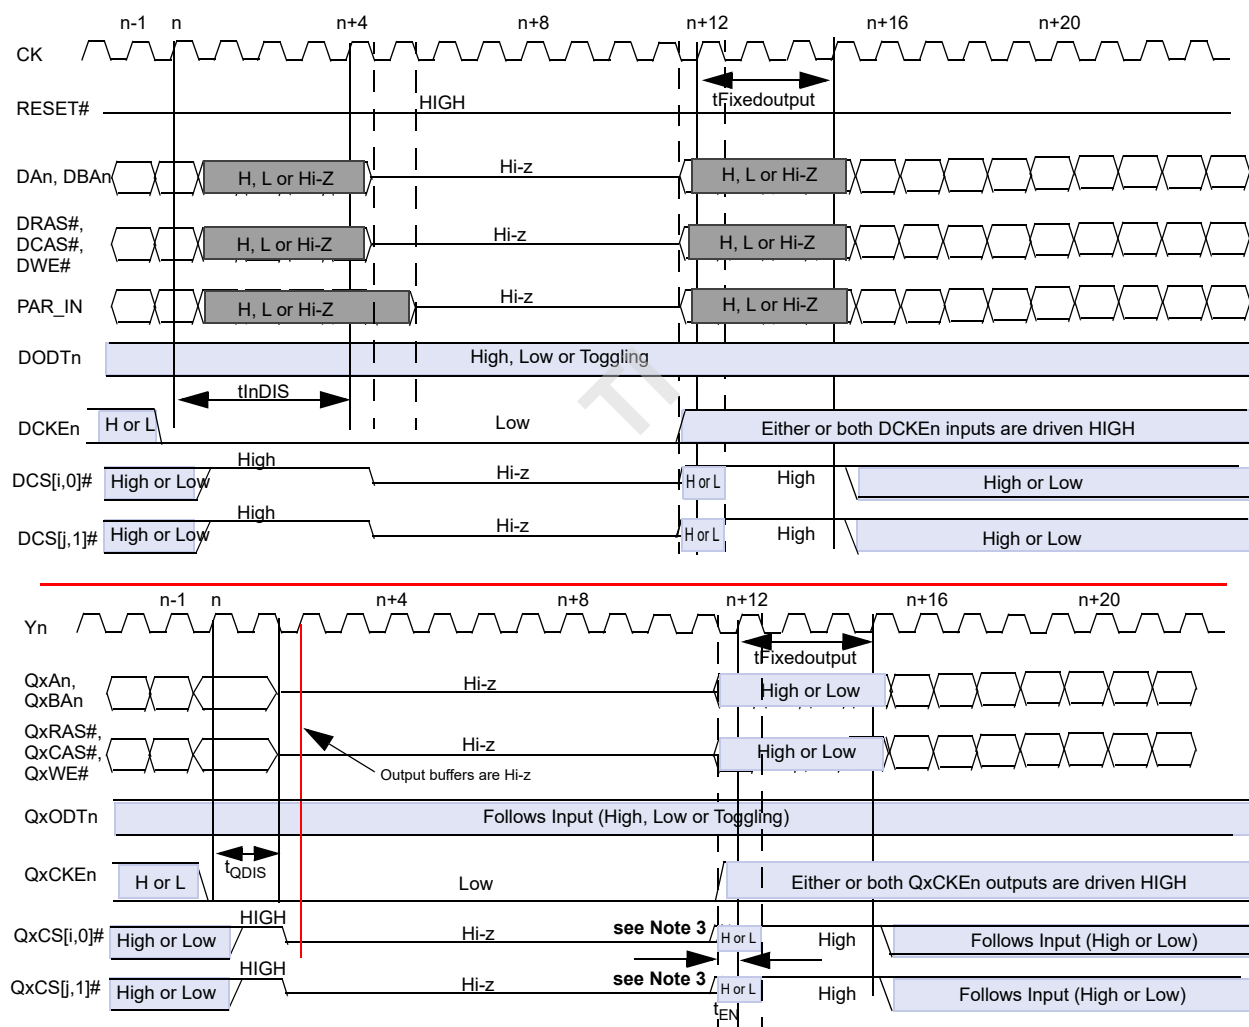 n-1 n n+4 n+8 n+12 n+16 n+20
CK
tFixedoutput
RESET# HIGH
DAn, DBAn H, L or Hi-Z Hi-z H, L or Hi-Z
DRAS#,
DCAS#, H, L or Hi-Z Hi-z H, L or Hi-Z
DWE#
PAR_IN H, L or Hi-Z Hi-z H, L or Hi-Z
DODTn High, Low or Toggling
TI
tInDIS
DCKEn H or L Low Either or both DCKEn inputs are driven HIGH
DCS[i,0]# High or Low High Hi-z H or L High High or Low
DCS[j,1]# High or Low High Hi-z H or L High High or Low
n-1 n n+4 n+8 n+12 n+16 n+20
Yn
tFixedoutput
QxAn,
QxBAn Hi-z High or Low
QxRAS#,
QxCAS#, Hi-z High or Low
QxWE#
Output buffers are Hi-z
QxODTn Follows Input (High, Low or Toggling)
tQDIS
QxCKEn H or L Low Either or both QxCKEn outputs are driven HIGH
QxCS[i,0]# High or Low HIGH Hi-z see Note 3 H or L High Follows Input (High or Low)
QxCS[j,1]# High or Low HIGH Hi-z see Note 3 H or L High Follows Input (High or Low)
tEN